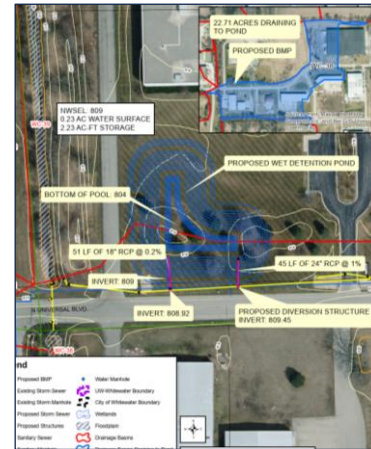 22.71 ACRES DRAINING
TO POND
PROPOSED BMP
NWSEL: 809
0.23 AC WATER SURFACE
2.23 AC-FT STORAGE
PROPOSED WET DETENTION POND
BOTTOM OF POOL: 804
51 LF OF 18" RCP @ 0.2%
45 LF OF 24" RCP @ 1%
INVERT: 809
N UNIVERSAL BLVD
INVERT: 808.92
PROPOSED DIVERSION STRUCTURE
INVERT: 809.45
nd
Proposed BMP
Water Manhole
Existing Storm Sewer
UW-Whitewater Boundary
Existing Storm Manhole
City of Whitewater Boundary
Proposed Storm Sewer
Wetlands
Proposed Structures
Floodplain
Sanitary Sewer
Drainage Basins